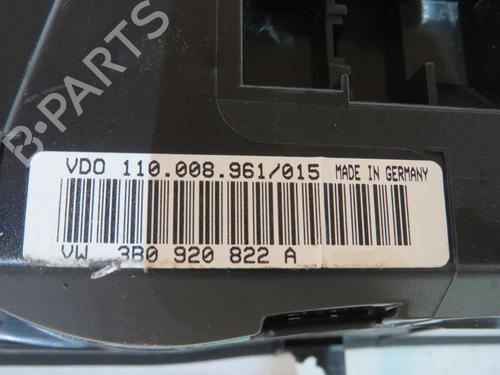 B-PARTS
VDO 110.008.961/015 MADE IN GERMANY
VW 3B0 920 822 A